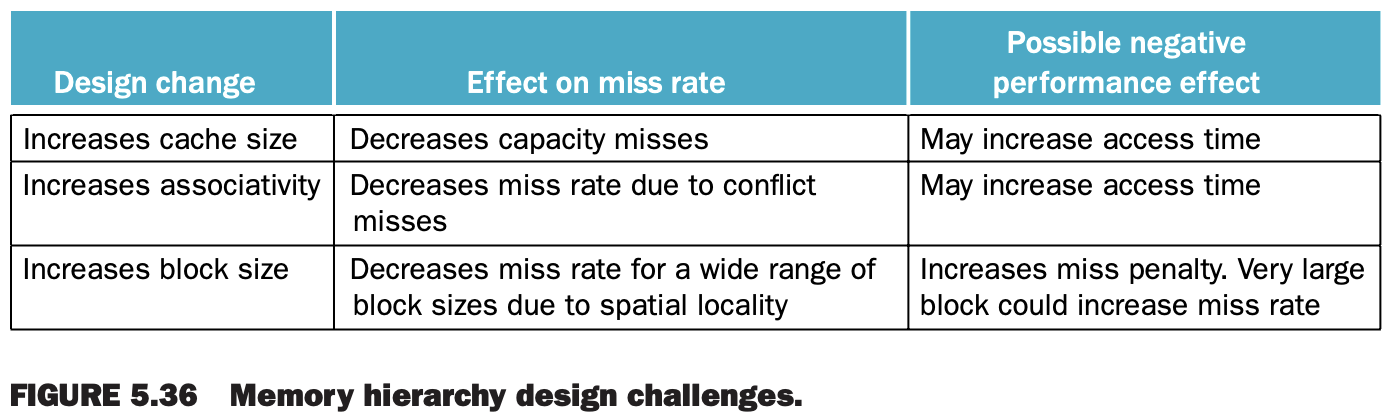 Design change
Effect on miss rate
Possible negative
performance effect
Increases cache size
Decreases capacity misses
May increase access time
Increases associativity
Decreases miss rate due to conflict
misses
May increase access time
Increases block size
Decreases miss rate for a wide range of
block sizes due to spatial locality
Increases miss penalty. Very large
block could increase miss rate
FIGURE 5.36 Memory hierarchy design challenges.